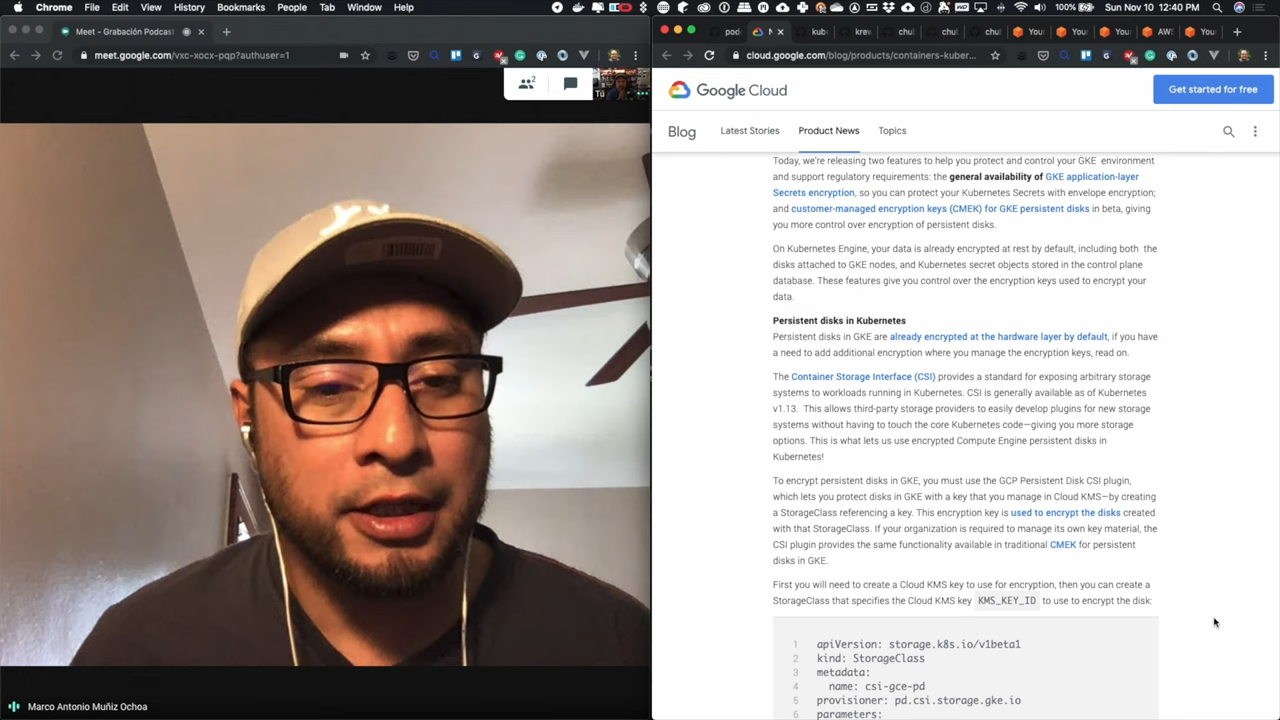 Chrome File Edit View History Bookmarks People Tab Window Help
100% Sun Nov 10 12:40 PM
Meet - Grabación Podcast
meet.google.com/vxc-xocx-pqp?authuser=1
2
Tú
Marco Antonio Muñiz Ochoa
pod
kub
kre
chu
chu
chu
You
You
You
AW
You
cloud.google.com/blog/products/containers-kuber...
Google Cloud
Get started for free
Blog
Latest Stories
Product News
Topics
Today, we're releasing two features to help you protect and control your GKE environment
and support regulatory requirements: the general availability of GKE application-layer
Secrets encryption, so you can protect your Kubernetes Secrets with envelope encryption;
and customer-managed encryption keys (CMEK) for GKE persistent disks in beta, giving
you more control over encryption of persistent disks.
On Kubernetes Engine, your data is already encrypted at rest by default, including both the
disks attached to GKE nodes, and Kubernetes secret objects stored in the control plane
database. These features give you control over the encryption keys used to encrypt your
data.
Persistent disks in Kubernetes
Persistent disks in GKE are already encrypted at the hardware layer by default, if you have
a need to add additional encryption where you manage the encryption keys, read on.
The Container Storage Interface (CSI) provides a standard for exposing arbitrary storage
systems to workloads running in Kubernetes. CSI is generally available as of Kubernetes
v1.13. This allows third-party storage providers to easily develop plugins for new storage
systems without having to touch the core Kubernetes code—giving you more storage
options. This is what lets us use encrypted Compute Engine persistent disks in
Kubernetes!
To encrypt persistent disks in GKE, you must use the GCP Persistent Disk CSI plugin,
which lets you protect disks in GKE with a key that you manage in Cloud KMS—by creating
a StorageClass referencing a key. This encryption key is used to encrypt the disks created
with that StorageClass. If your organization is required to manage its own key material, the
CSI plugin provides the same functionality available in traditional CMEK for persistent
disks in GKE.
First you will need to create a Cloud KMS key to use for encryption, then you can create a
StorageClass that specifies the Cloud KMS key KMS_KEY_ID to use to encrypt the disk:
1 apiVersion: storage.k8s.io/v1beta1
2 kind: StorageClass
3 metadata:
4 name: csi-gce-pd
5 provisioner: pd.csi.storage.gke.io
6 parameters: